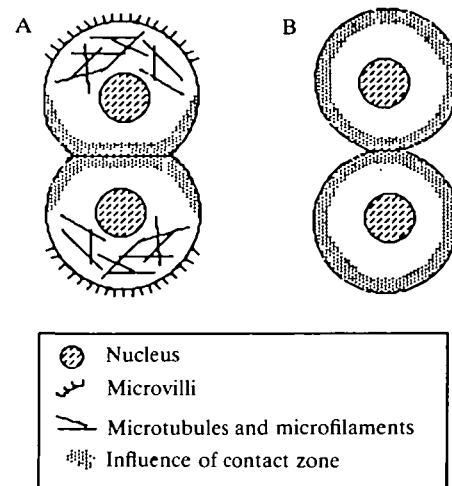 A
B
Nucleus
Microvilli
Microtubules and microfilaments
Influence of contact zone